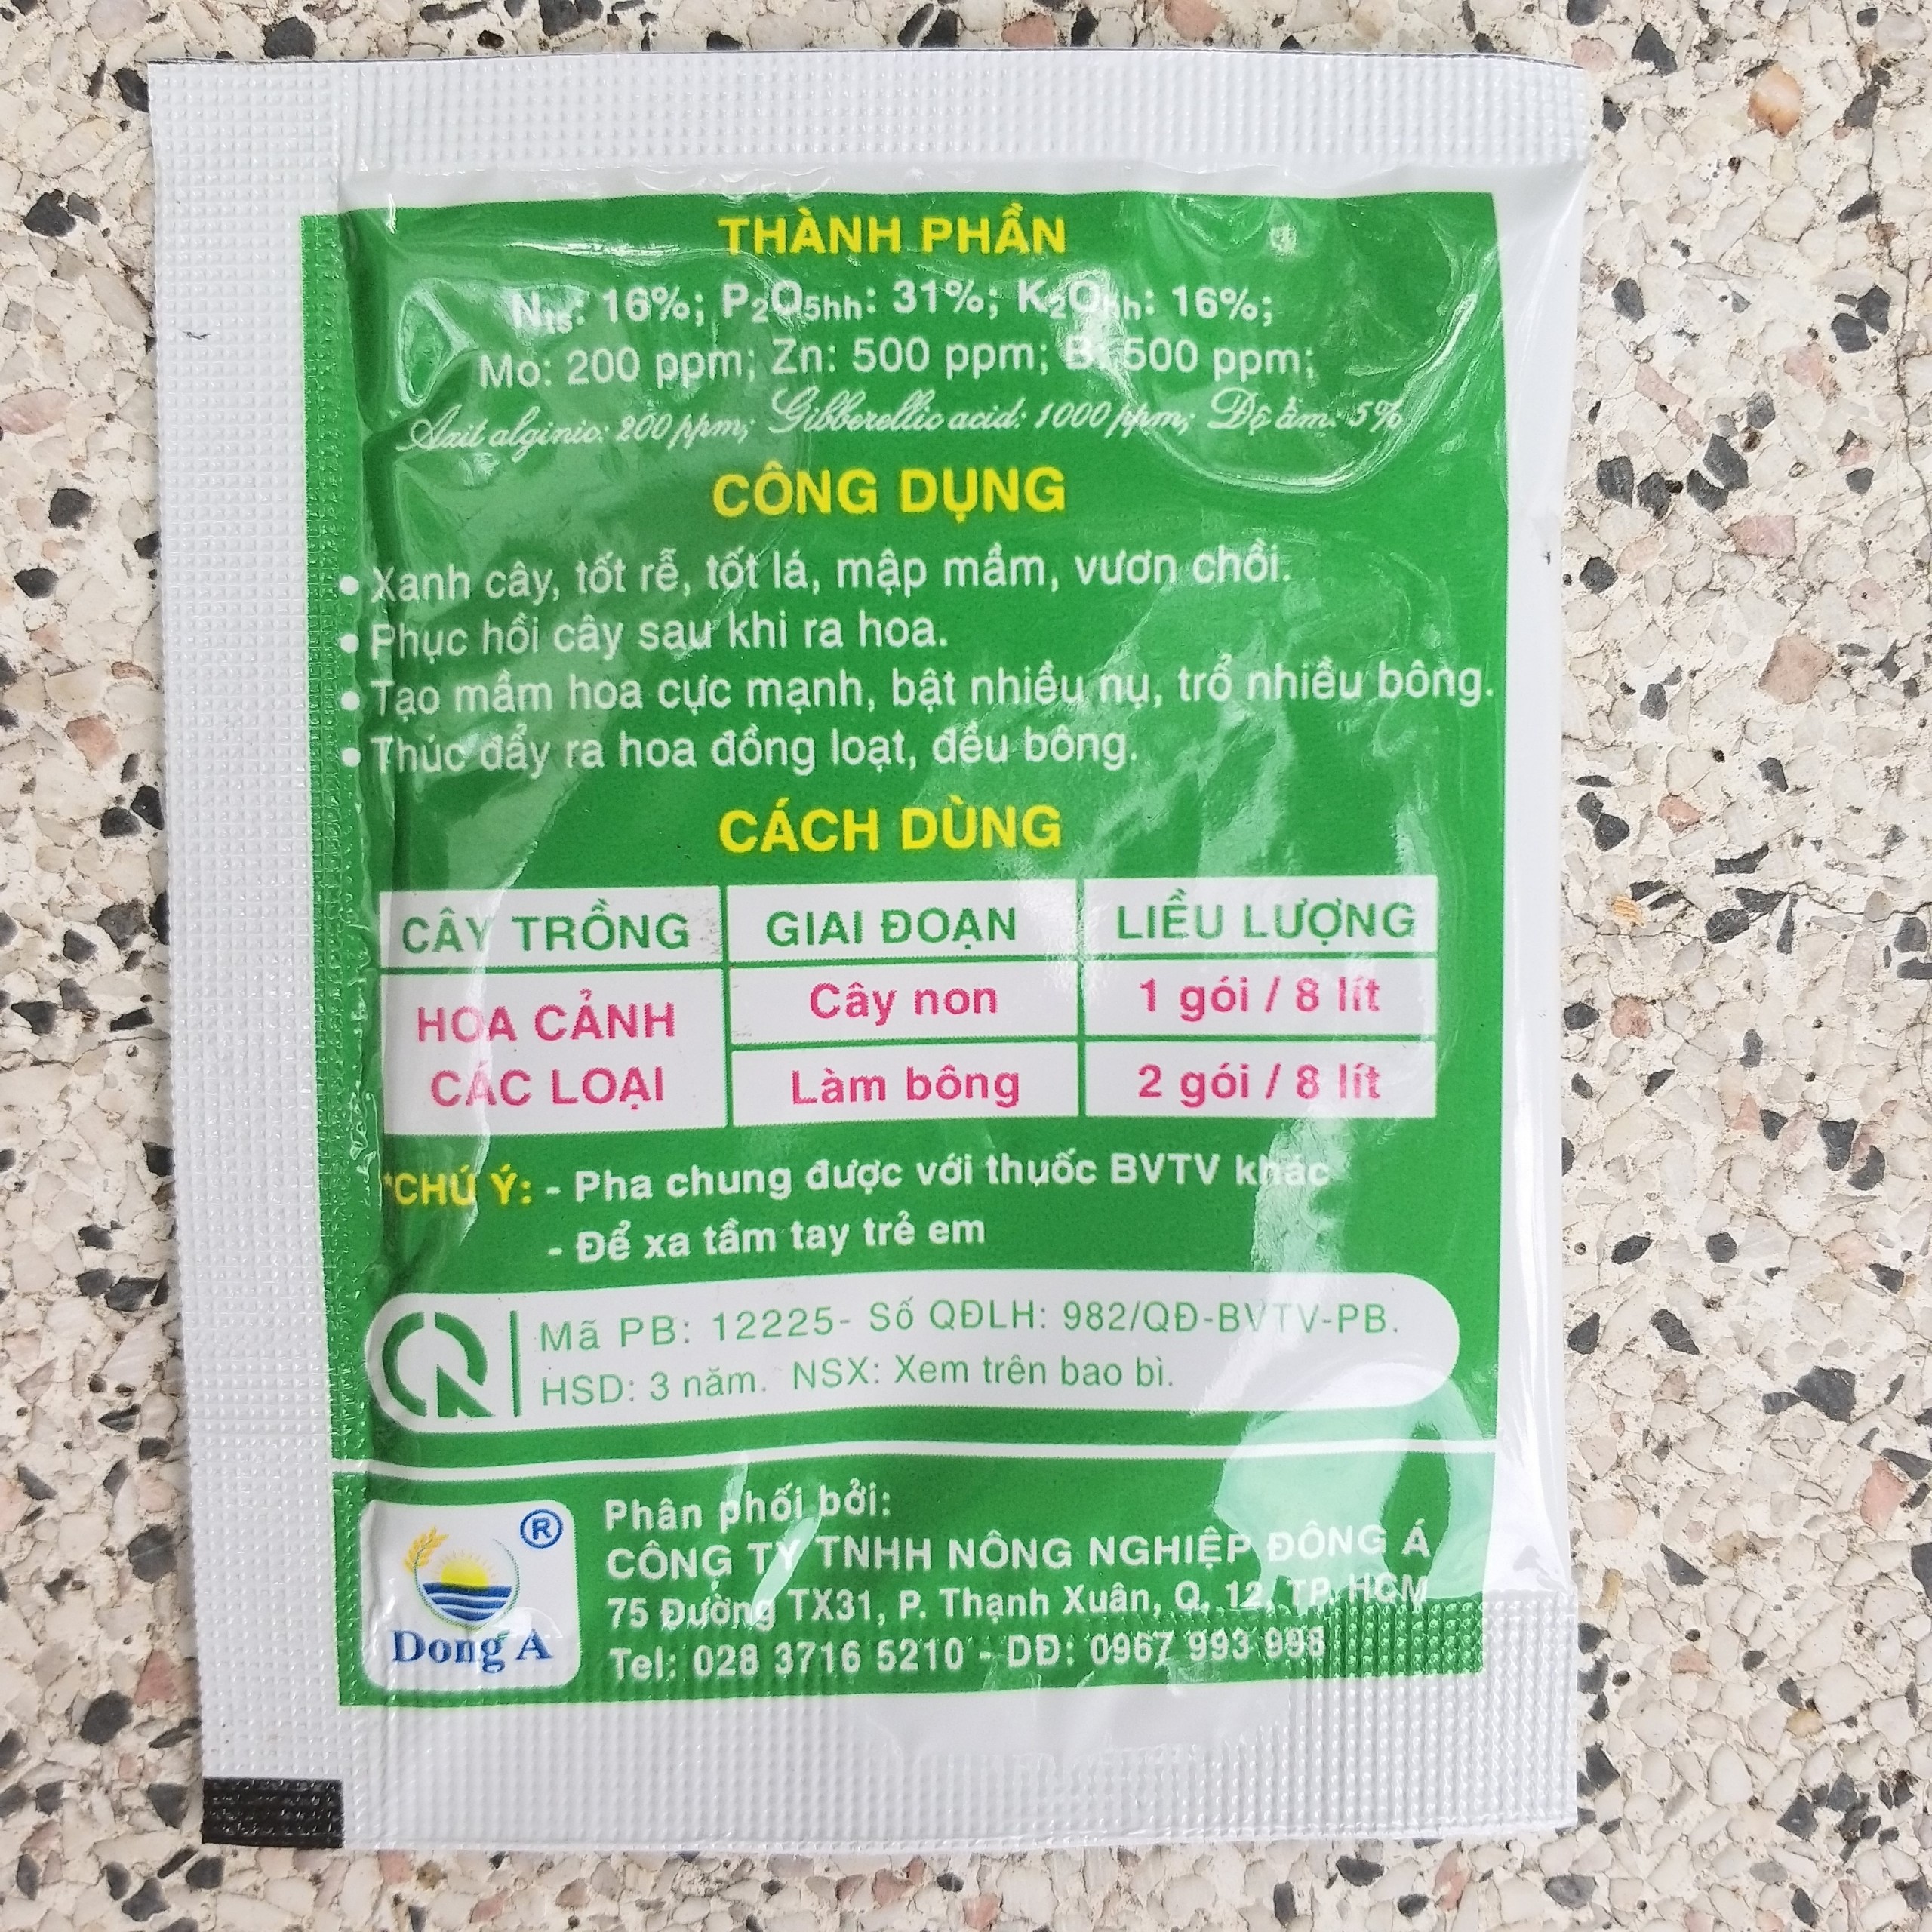 THÀNH PHẦN
Nts: 16%; P2O5hh: 31%; K2Ohh: 16%;
Mo: 200 ppm; Zn: 500 ppm; B: 500 ppm;
Axit alginic: 200 ppm; Gibberellic acid: 1000 ppm; Độ ẩm: 5%
CÔNG DỤNG
• Xanh cây, tốt rễ, tốt lá, mập mầm, vươn chồi.
• Phục hồi cây sau khi ra hoa.
• Tạo mầm hoa cực mạnh, bật nhiều nụ, trổ nhiều bông.
• Thúc đẩy ra hoa đồng loạt, đều bông.
CÁCH DÙNG
CÂY TRỒNG GIAI ĐOẠN LIỀU LƯỢNG
HOA CẢNH CÁC LOẠI
Cây non 1 gói / 8 lít
Làm bông 2 gói / 8 lít
*CHÚ Ý: - Pha chung được với thuốc BVTV khác
- Để xa tầm tay trẻ em
Mã PB: 12225- Số QĐLH: 982/QĐ-BVTV-PB.
HSD: 3 năm. NSX: Xem trên bao bì.
Dong A ®
Phân phối bởi:
CÔNG TY TNHH NÔNG NGHIỆP ĐÔNG Á
75 Đường TX31, P. Thạnh Xuân, Q. 12, TP. HCM
Tel: 028 3716 5210 - DĐ: 0967 993 998